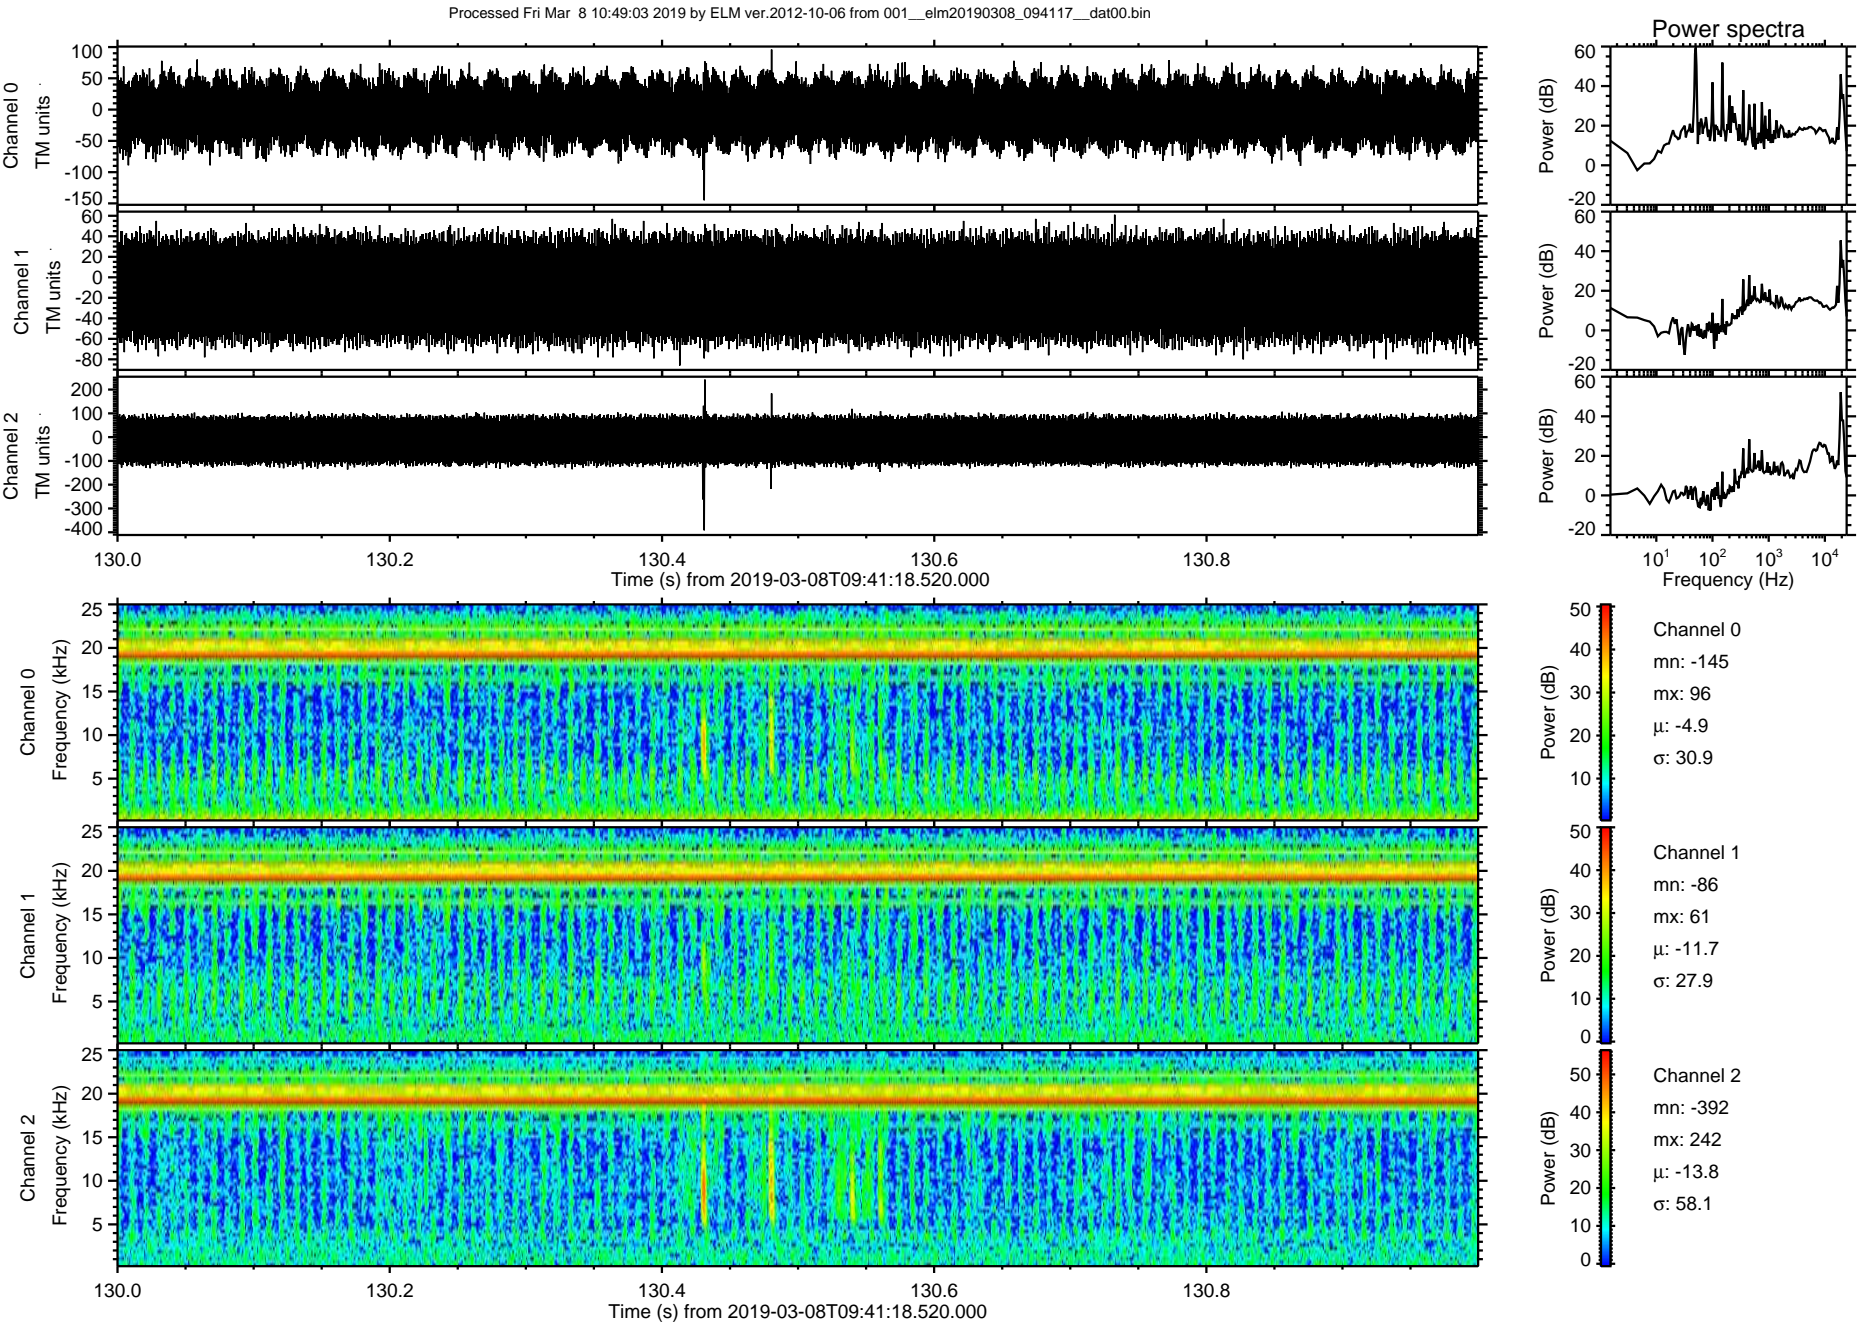 Processed Fri Mar  8 10:49:03 2019 by ELM ver.2012-10-06 from 001__elm20190308_094117__dat00.bin
Power spectra
Channel 0
TM units
100
50
0
-50
-100
-150
Power (dB)
60
40
20
0
-20
Channel 1
TM units
60
40
20
0
-20
-40
-60
-80
Power (dB)
60
40
20
0
-20
Channel 2
TM units
200
100
0
-100
-200
-300
-400
Power (dB)
60
40
20
0
-20
130.0 130.2 130.4 130.6 130.8
Time (s) from 2019-03-08T09:41:18.520.000
10¹ 10² 10³ 10⁴
Frequency (Hz)
Channel 0
Frequency (kHz)
25
20
15
10
5
Power (dB)
50
40
30
20
10
Channel 0
mn: -145
mx: 96
μ: -4.9
σ: 30.9
Channel 1
Frequency (kHz)
25
20
15
10
5
Power (dB)
50
40
30
20
10
0
Channel 1
mn: -86
mx: 61
μ: -11.7
σ: 27.9
Channel 2
Frequency (kHz)
25
20
15
10
5
Power (dB)
50
40
30
20
10
0
Channel 2
mn: -392
mx: 242
μ: -13.8
σ: 58.1
130.0 130.2 130.4 130.6 130.8
Time (s) from 2019-03-08T09:41:18.520.000